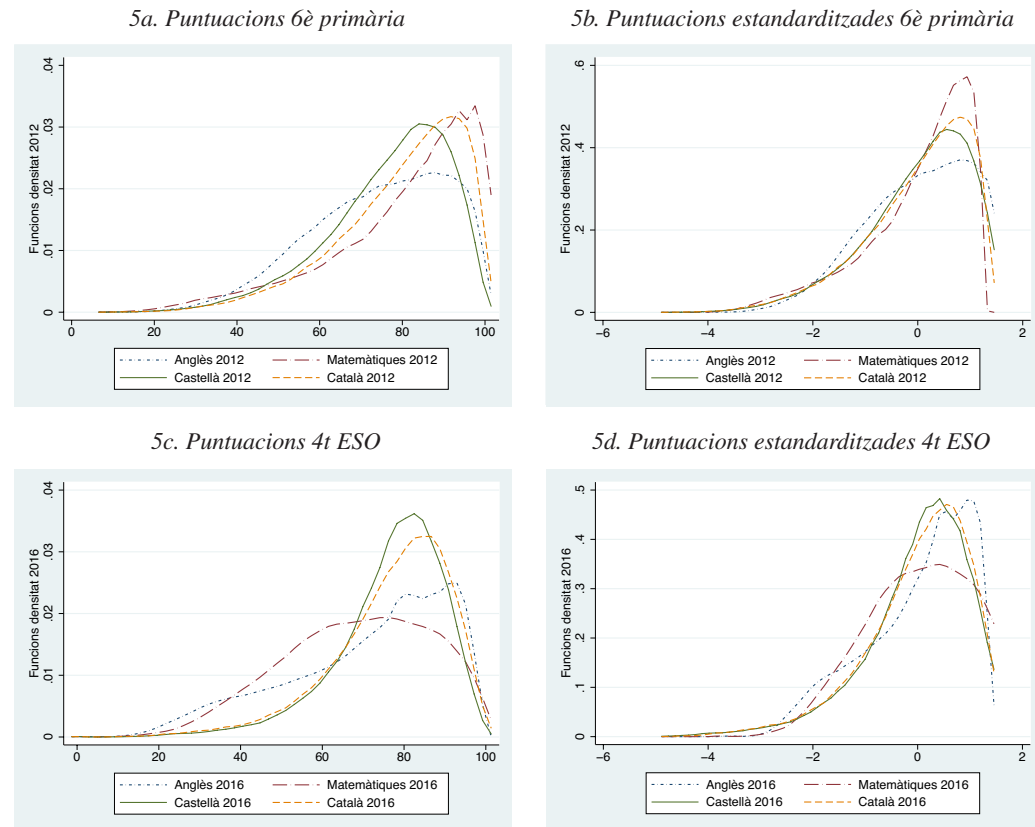 5a. Puntuacions 6è primària
Funcions densitat 2012
.04
.03
.02
.01
0
0 20 40 60 80 100
Anglès 2012 Matemàtiques 2012
Castellà 2012 Català 2012
5b. Puntuacions estandarditzades 6è primària
Funcions densitat 2012
.6
.4
.2
0
−6 −4 −2 0 2
Anglès 2012 Matemàtiques 2012
Castellà 2012 Català 2012
5c. Puntuacions 4t ESO
Funcions densitat 2016
.04
.03
.02
.01
0
0 20 40 60 80 100
Anglès 2016 Matemàtiques 2016
Castellà 2016 Català 2016
5d. Puntuacions estandarditzades 4t ESO
Funcions densitat 2016
.5
.4
.3
.2
.1
0
−6 −4 −2 0 2
Anglès 2016 Matemàtiques 2016
Castellà 2016 Català 2016